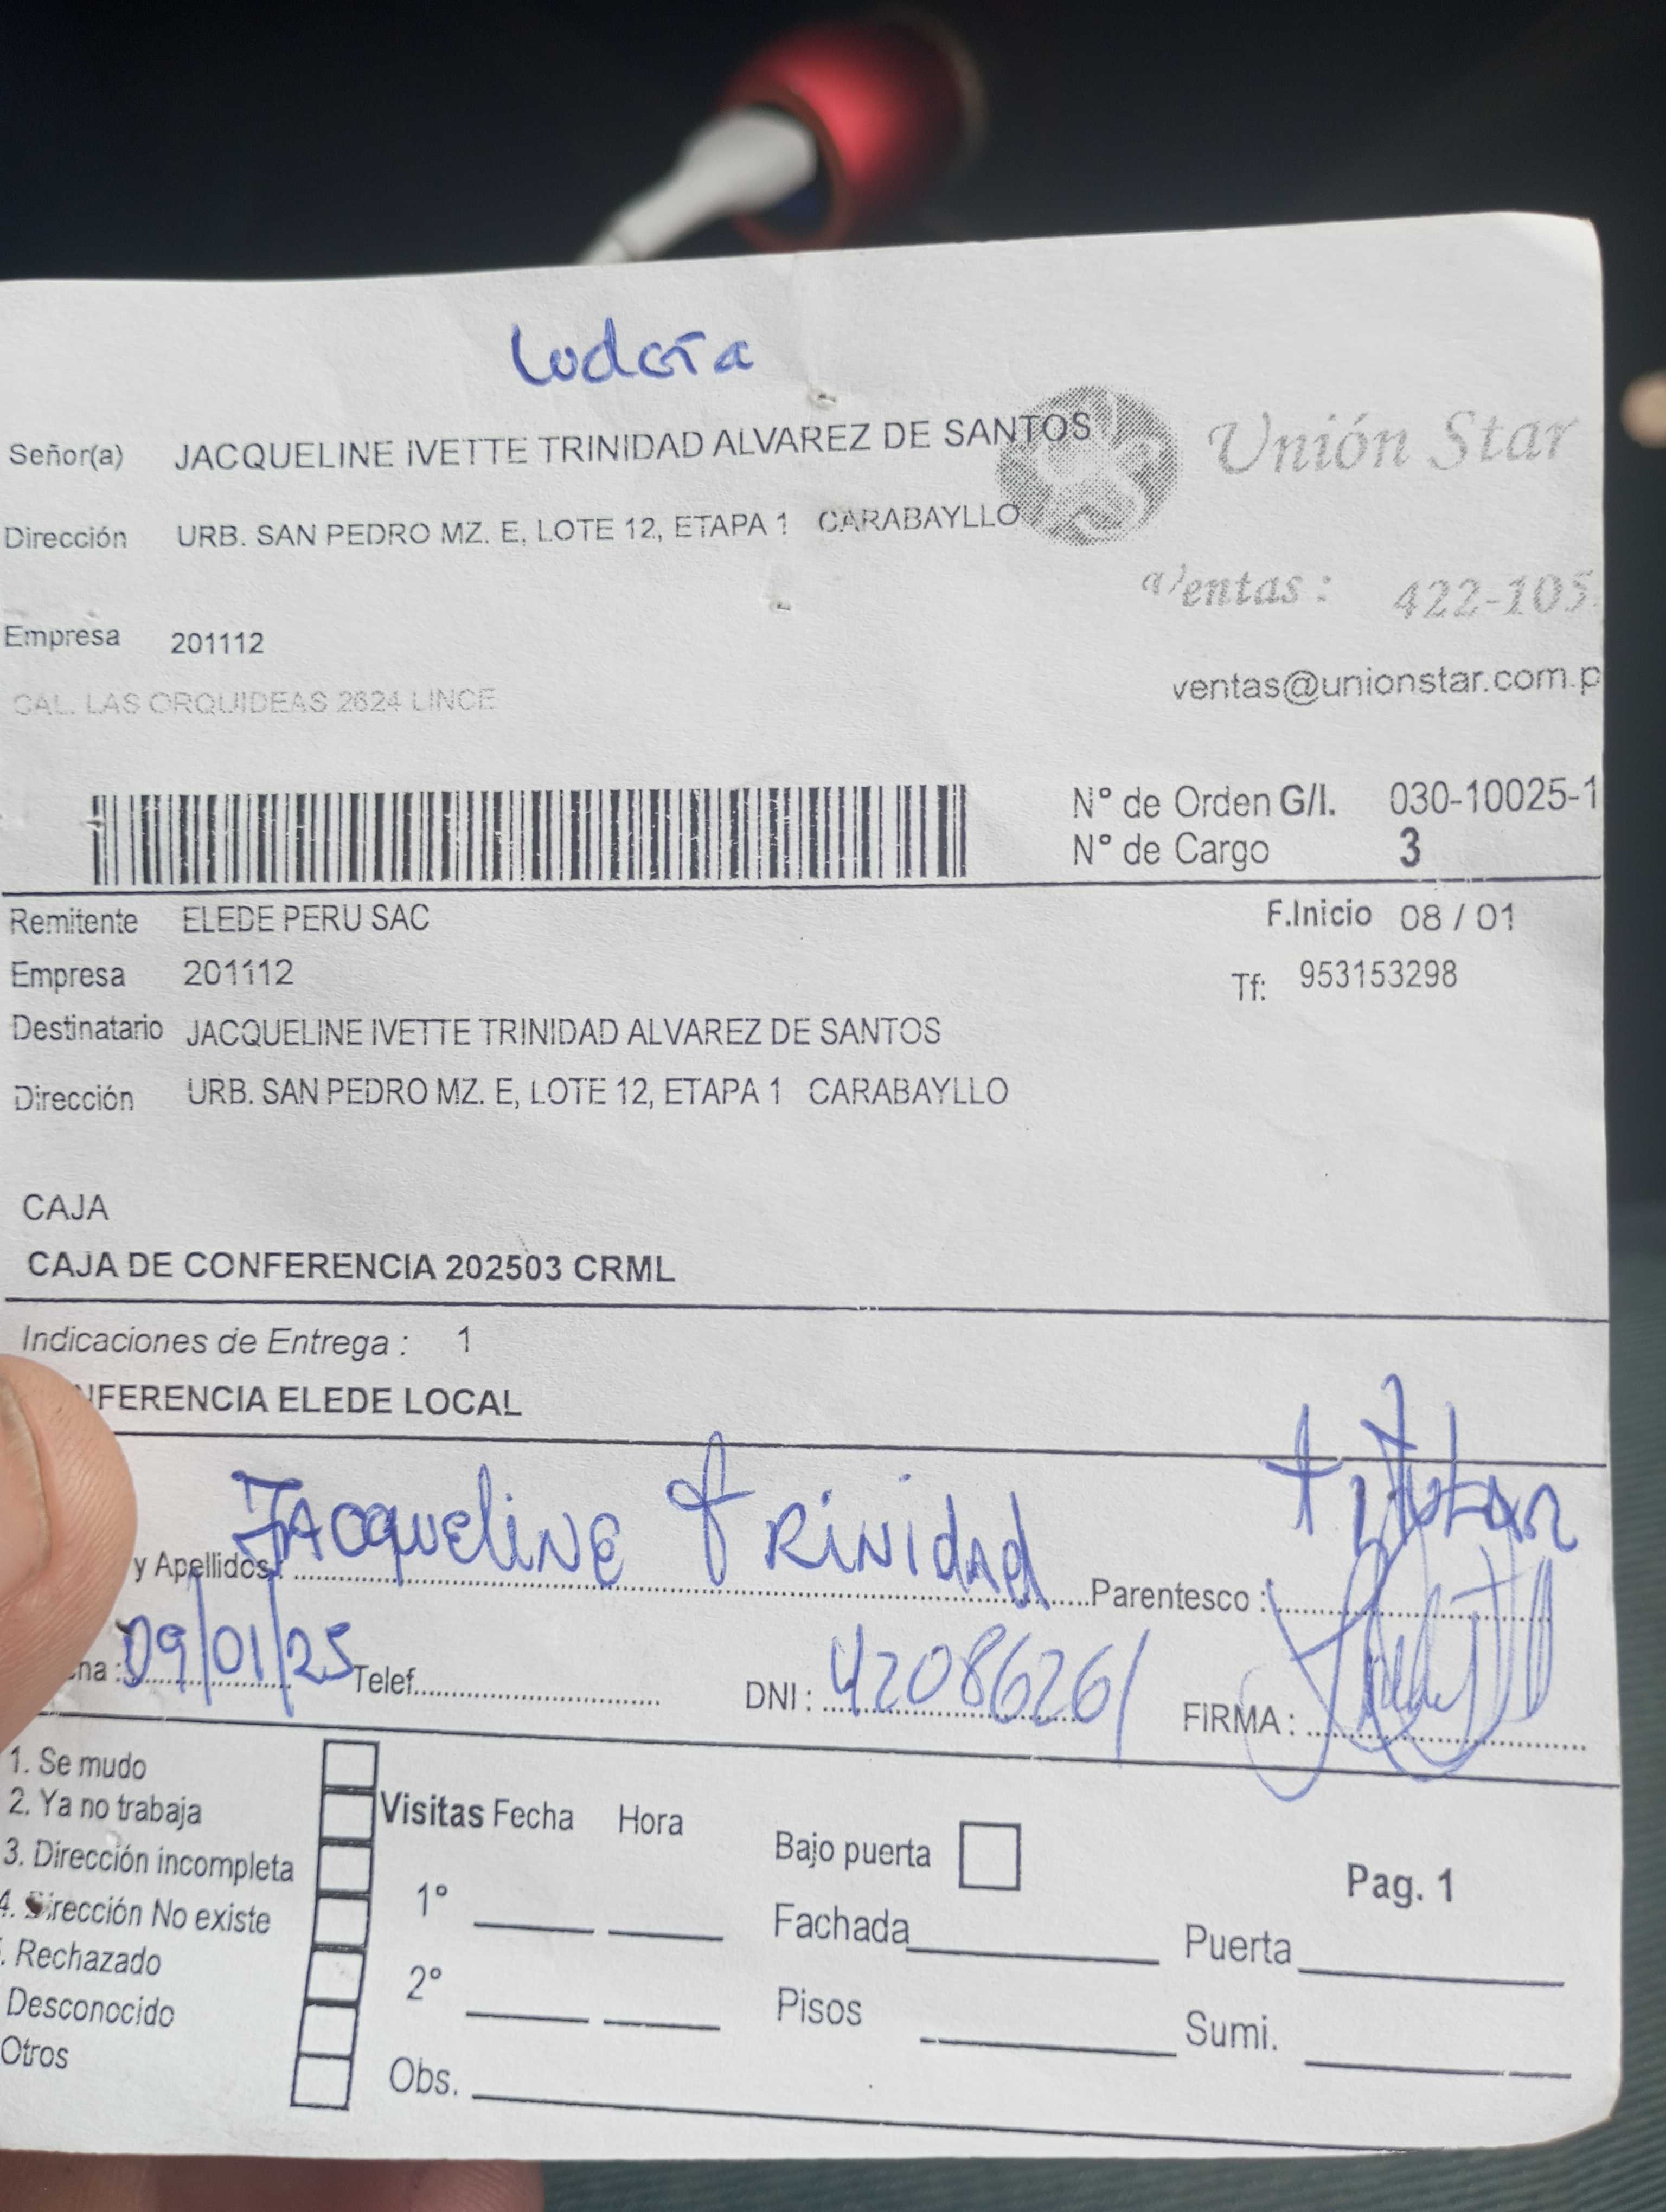 Señor(a) JACQUELINE IVETTE TRINIDAD ALVAREZ DE SANTOS
Unión Star
Dirección URB. SAN PEDRO MZ. E, LOTE 12, ETAPA 1 CARABAYLLO
Ventas : 422-105
Empresa 201112
ventas@unionstar.com.p
CAL. LAS ORQUIDEAS 2624 LINCE
N° de Orden G/I. 030-10025-1
N° de Cargo 3
Remitente ELEDE PERU SAC
F.Inicio 08 / 01
Empresa 201112
Tf: 953153298
Destinatario JACQUELINE IVETTE TRINIDAD ALVAREZ DE SANTOS
Dirección URB. SAN PEDRO MZ. E, LOTE 12, ETAPA 1 CARABAYLLO
CAJA
CAJA DE CONFERENCIA 202503 CRML
Indicaciones de Entrega : 1
NFERENCIA ELEDE LOCAL
y Apellidos: Jacqueline Trinidad Parentesco : titular
na : 09/01/25 Telef. DNI : 42086261 FIRMA :
1. Se mudo
2. Ya no trabaja
3. Dirección incompleta
4. Dirección No existe
. Rechazado
Desconocido
Otros
Visitas Fecha Hora
1°
2°
Obs.
Bajo puerta
Fachada
Pisos
Pag. 1
Puerta
Sumi.